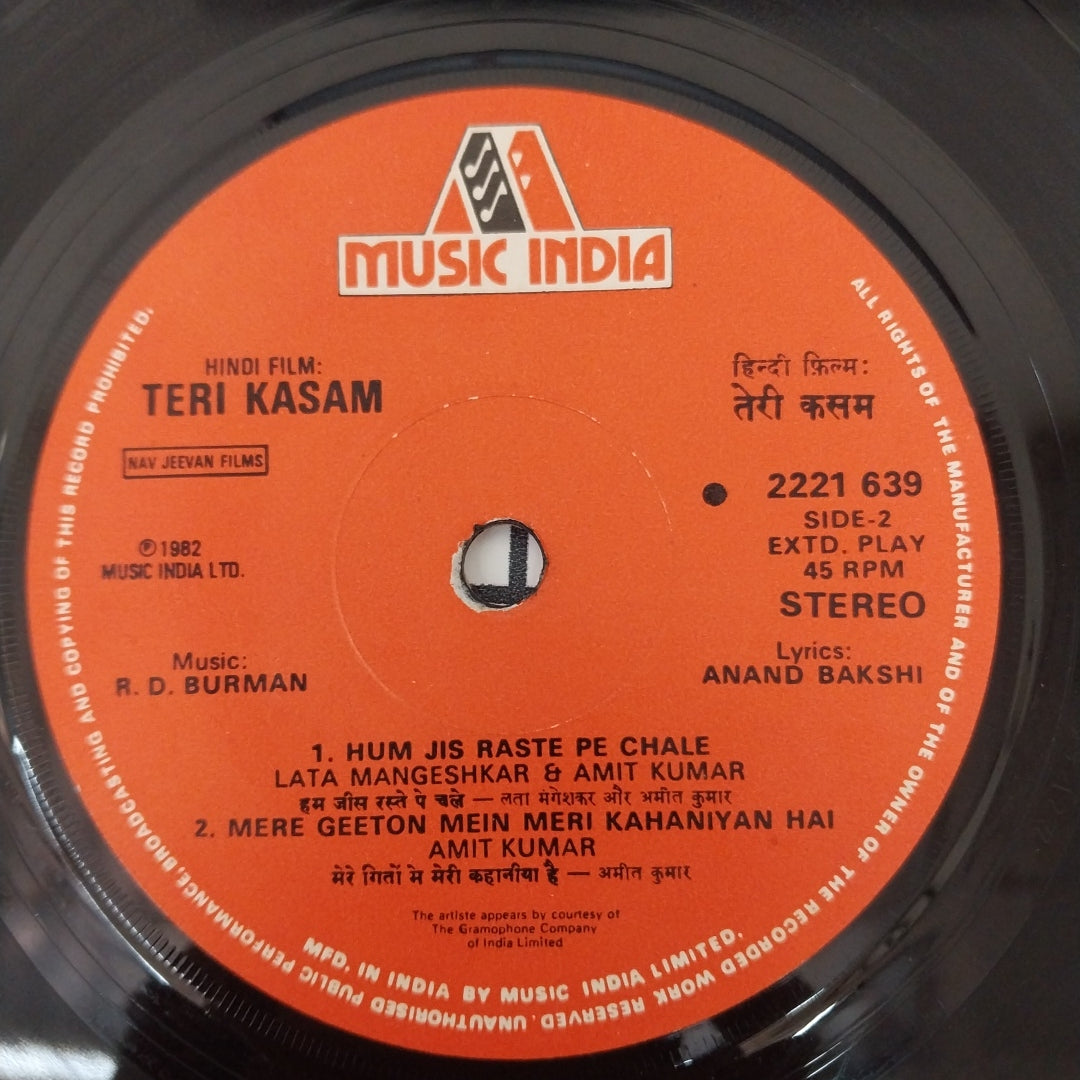 MUSIC INDIA
HINDI FILM:
TERI KASAM
NAV JEEVAN FILMS
℗ 1982
MUSIC INDIA LTD.
Music:
R. D. BURMAN
हिन्दी फ़िल्म:
तेरी कसम
2221 639
SIDE-2
EXTD. PLAY
45 RPM
STEREO
Lyrics:
ANAND BAKSHI
1. HUM JIS RASTE PE CHALE
LATA MANGESHKAR & AMIT KUMAR
हम जीस रस्ते पे चले — लता मंगेशकर और अमीत कुमार
2. MERE GEETON MEIN MERI KAHANIYAN HAI
AMIT KUMAR
मेरे गितों मे मेरी कहानीया है — अमीत कुमार
The artiste appears by courtesy of
The Gramophone Company
of India Limited
MFD. IN INDIA BY MUSIC INDIA LIMITED.
ALL RIGHTS OF THE MANUFACTURER AND OF THE OWNER OF THE RECORDED WORK RESERVED. UNAUTHORISED PUBLIC PERFORMANCE, BROADCASTING AND COPYING OF THIS RECORD PROHIBITED.